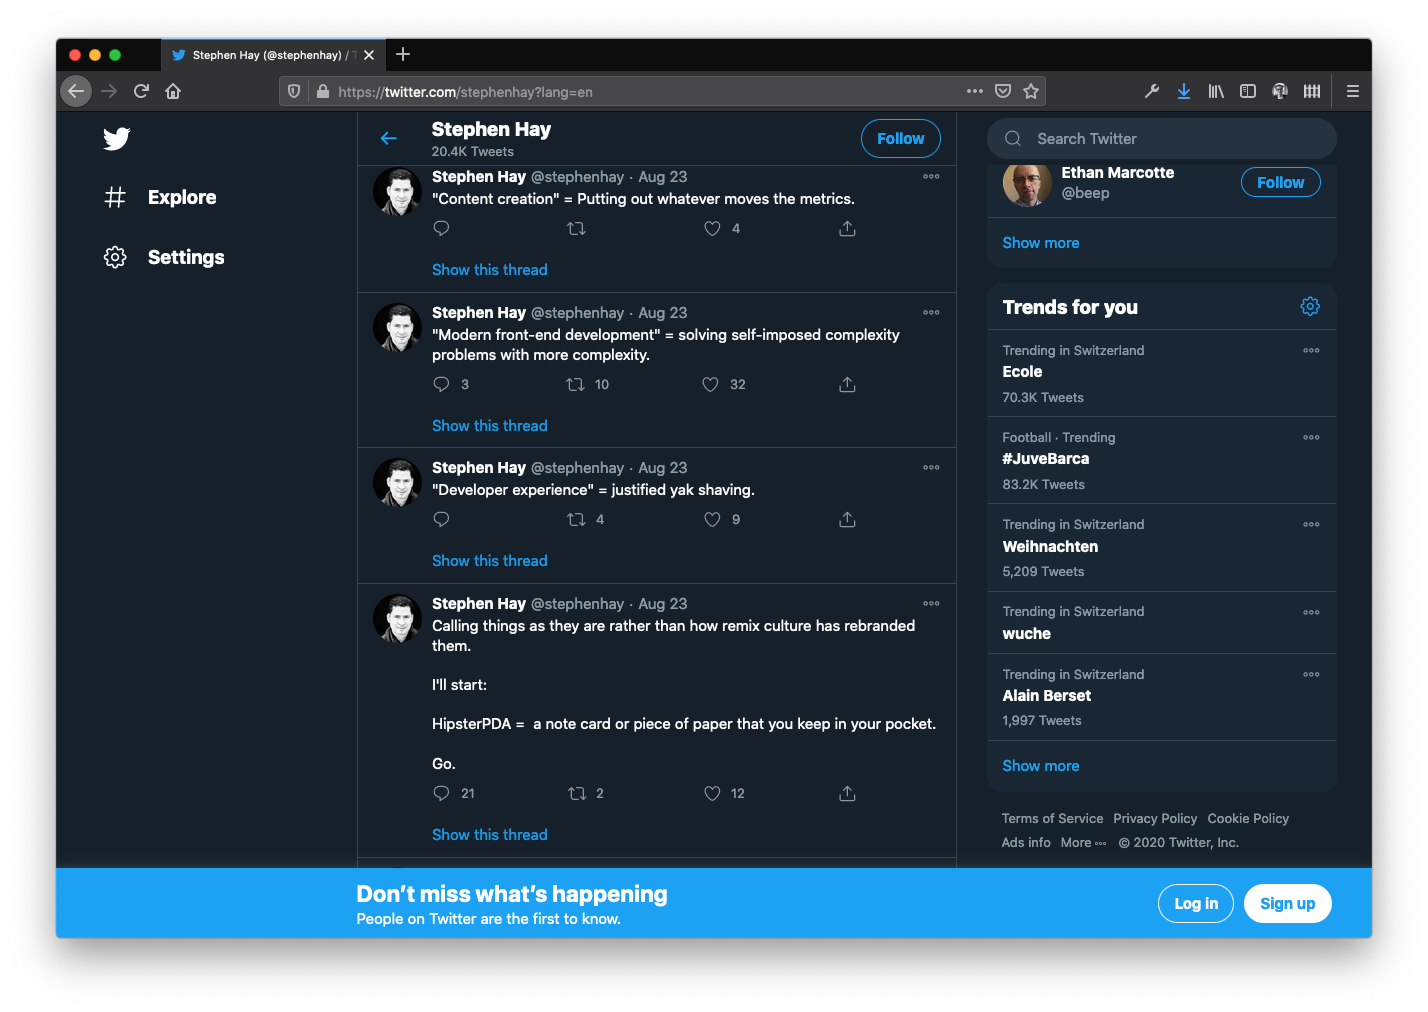 Stephen Hay (@stephenhay) / T
https://twitter.com/stephenhay?lang=en
Explore
Settings
Stephen Hay
20.4K Tweets
Follow
Stephen Hay @stephenhay · Aug 23
"Content creation" = Putting out whatever moves the metrics.
4
Show this thread
Stephen Hay @stephenhay · Aug 23
"Modern front-end development" = solving self-imposed complexity
problems with more complexity.
3 10 32
Show this thread
Stephen Hay @stephenhay · Aug 23
"Developer experience" = justified yak shaving.
4 9
Show this thread
Stephen Hay @stephenhay · Aug 23
Calling things as they are rather than how remix culture has rebranded
them.
I'll start:
HipsterPDA =  a note card or piece of paper that you keep in your pocket.
Go.
21 2 12
Show this thread
Search Twitter
Ethan Marcotte
@beep
Follow
Show more
Trends for you
Trending in Switzerland
Ecole
70.3K Tweets
Football · Trending
#JuveBarca
83.2K Tweets
Trending in Switzerland
Weihnachten
5,209 Tweets
Trending in Switzerland
wuche
Trending in Switzerland
Alain Berset
1,997 Tweets
Show more
Terms of Service Privacy Policy Cookie Policy
Ads info More © 2020 Twitter, Inc.
Don't miss what's happening
People on Twitter are the first to know.
Log in
Sign up